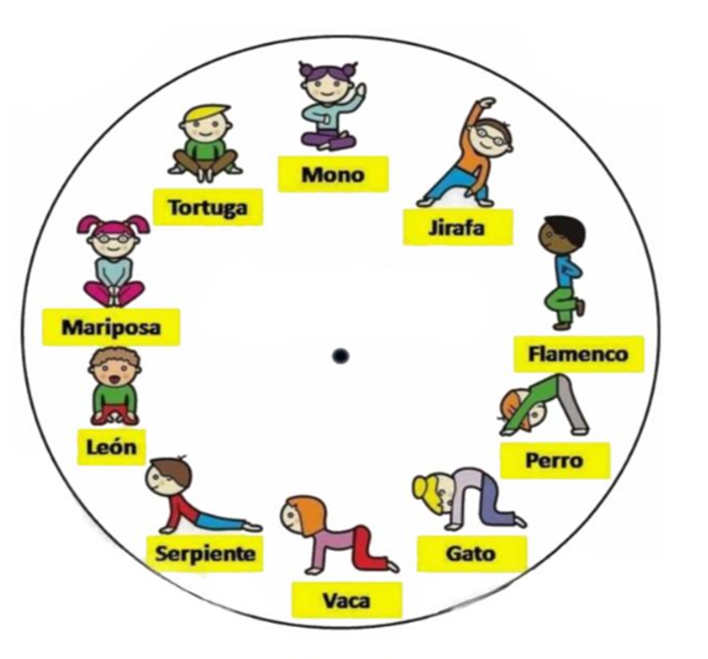 Mono
Jirafa
Flamenco
Perro
Gato
Vaca
Serpiente
León
Mariposa
Tortuga